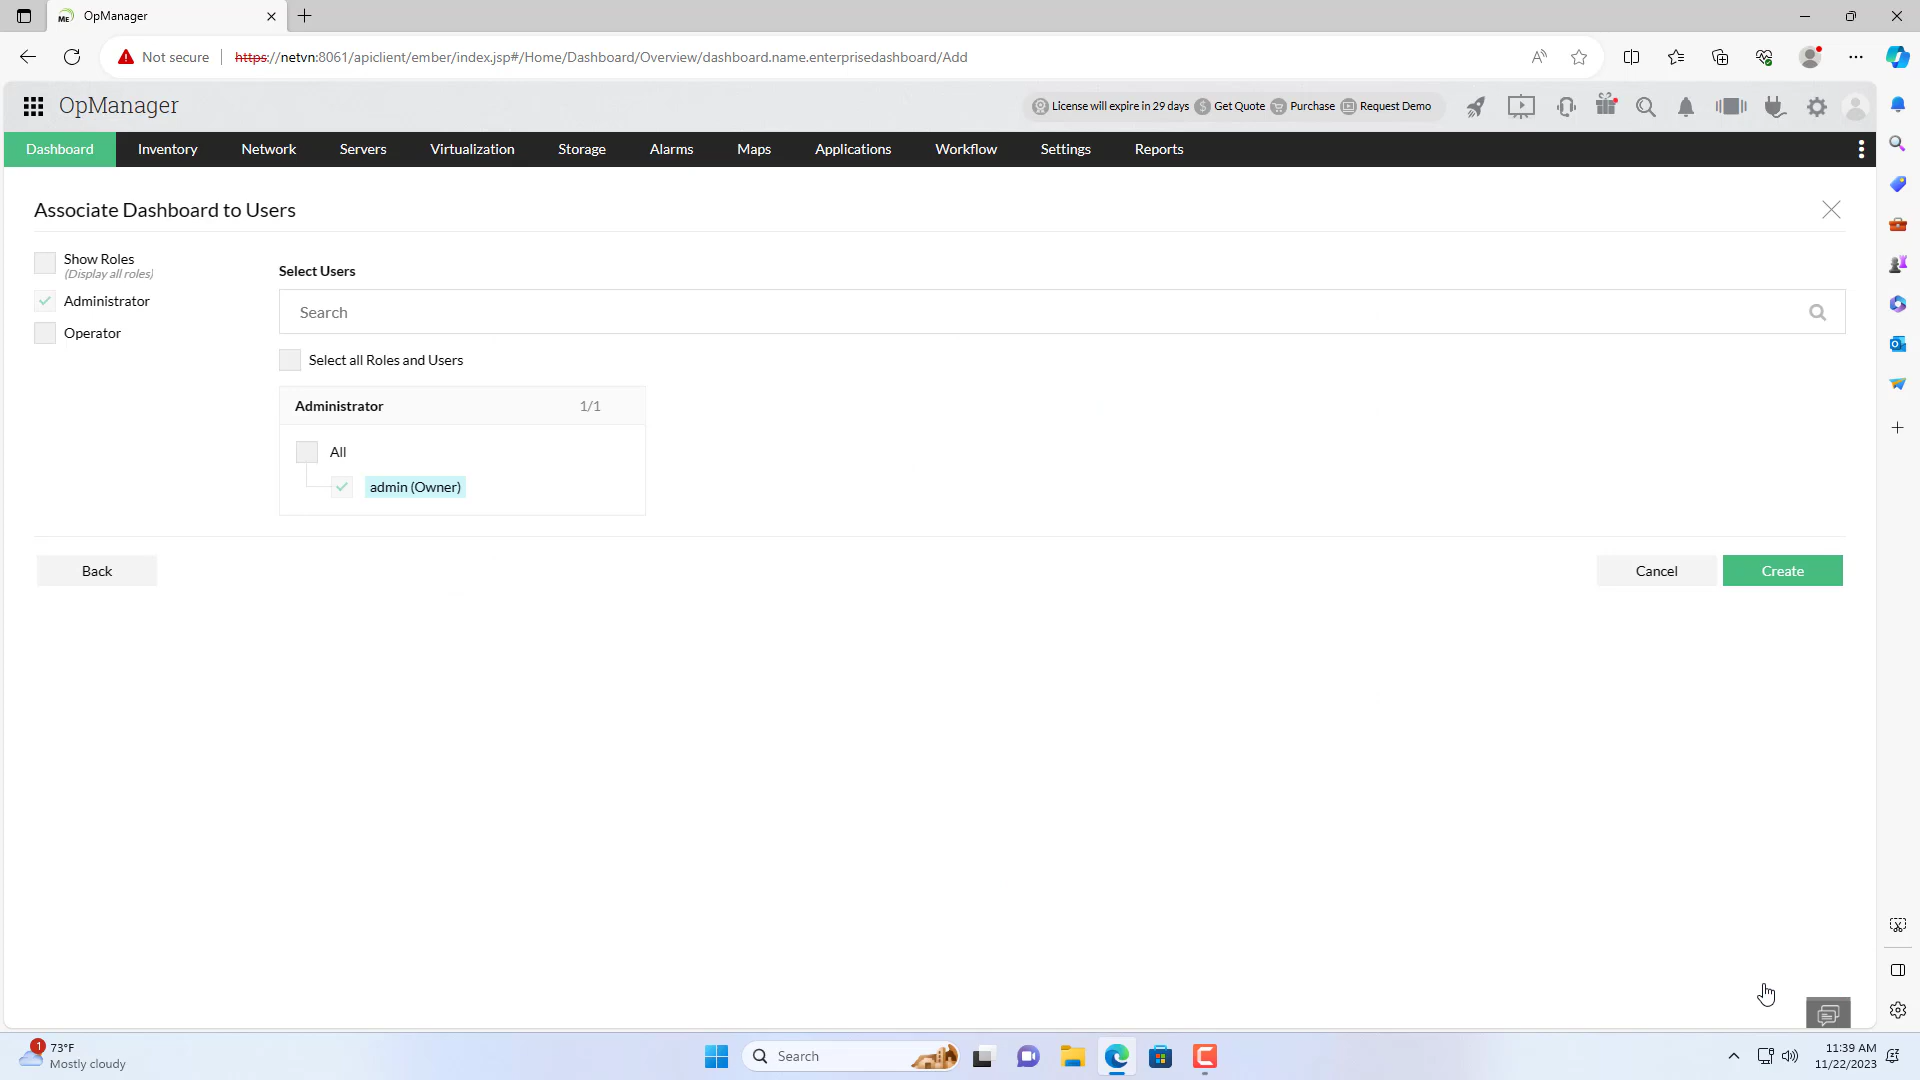 OpManager
Not secure
https://netvn:8061/apiclient/ember/index.jsp#/Home/Dashboard/Overview/dashboard.name.enterprisedashboard/Add
OpManager
License will expire in 29 days Get Quote Purchase Request Demo
Dashboard Inventory Network Servers Virtualization Storage Alarms Maps Applications Workflow Settings Reports
Associate Dashboard to Users
Show Roles
(Display all roles)
Administrator
Operator
Select Users
Search
Select all Roles and Users
Administrator 1/1
All
admin (Owner)
Back Cancel Create
1
73°F
Mostly cloudy
Search
11:39 AM
11/22/2023